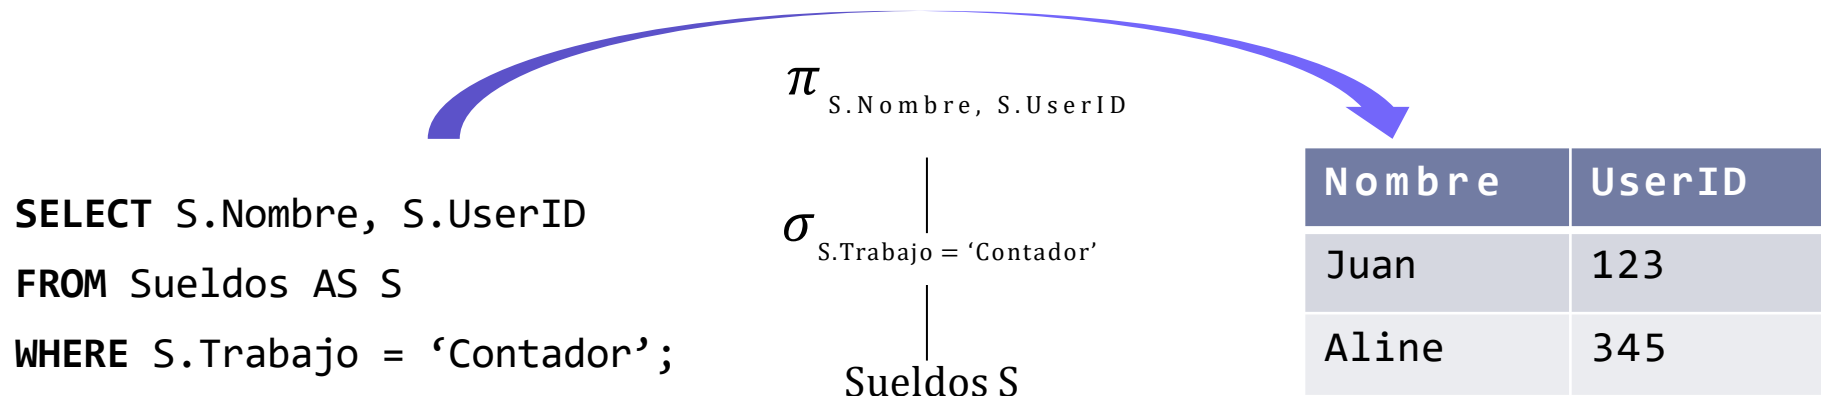 SELECT S.Nombre, S.UserID
FROM Sueldos AS S
WHERE S.Trabajo = ‘Contador’;
π S.Nombre, S.UserID
σ S.Trabajo = ‘Contador’
Sueldos S
Nombre UserID
Juan 123
Aline 345